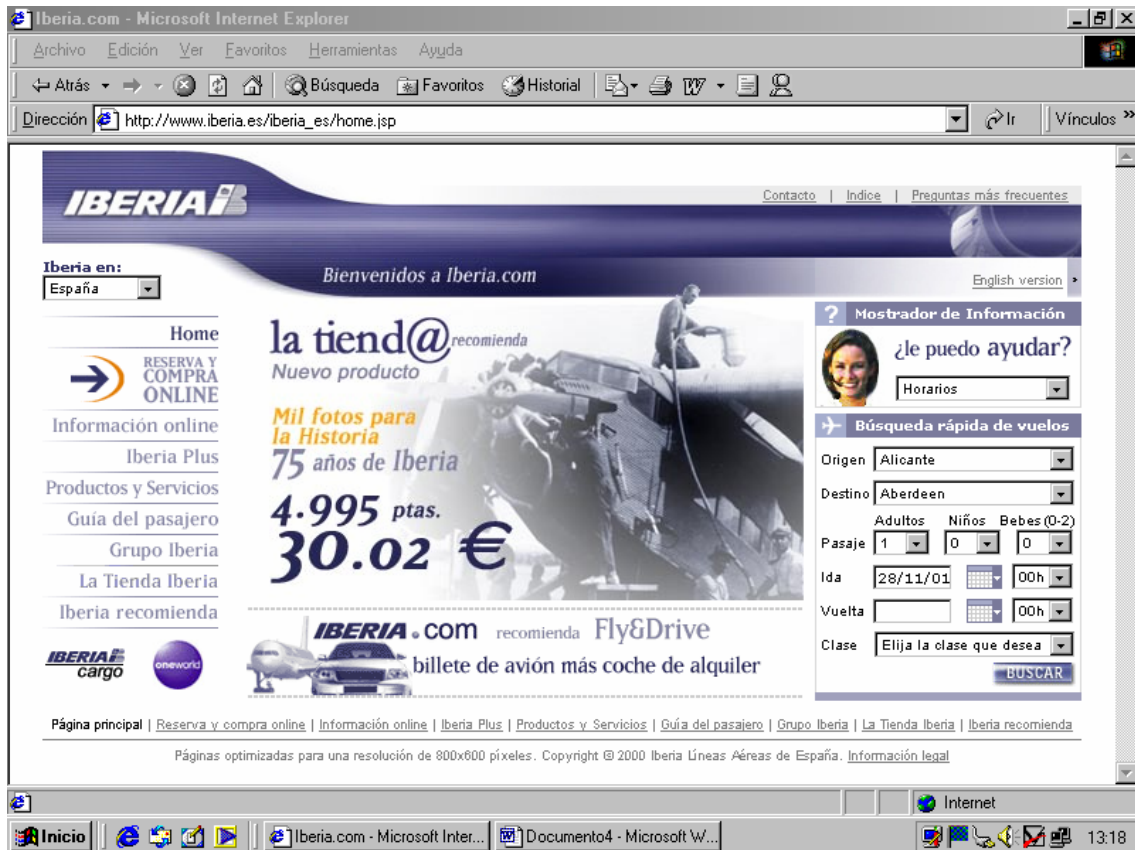 Iberia.com - Microsoft Internet Explorer
Archivo Edición Ver Favoritos Herramientas Ayuda
Atrás Búsqueda Favoritos Historial
Dirección http://www.iberia.es/iberia_es/home.jsp Ir Vínculos »
IBERIA IB
Contacto | Indice | Preguntas más frecuentes
Iberia en:
España
Bienvenidos a Iberia.com
English version
Home
RESERVA Y
COMPRA
ONLINE
Información online
Iberia Plus
Productos y Servicios
Guía del pasajero
Grupo Iberia
La Tienda Iberia
Iberia recomienda
IBERIA
cargo
oneworld
la tiend@ recomienda
Nuevo producto
Mil fotos para
la Historia
75 años de Iberia
4.995 ptas.
30.02 €
IBERIA.COM recomienda Fly&Drive
billete de avión más coche de alquiler
? Mostrador de Información
¿le puedo ayudar?
Horarios
Búsqueda rápida de vuelos
Origen Alicante
Destino Aberdeen
Adultos Niños Bebes (0-2)
Pasaje 1 0 0
Ida 28/11/01 00h
Vuelta 00h
Clase Elija la clase que desea
BUSCAR
Página principal | Reserva y compra online | Información online | Iberia Plus | Productos y Servicios | Guía del pasajero | Grupo Iberia | La Tienda Iberia | Iberia recomienda
Páginas optimizadas para una resolución de 800x600 píxeles. Copyright © 2000 Iberia Líneas Aéreas de España. Información legal
Internet
Inicio Iberia.com - Microsoft Inter... Documento4 - Microsoft W... 13:18